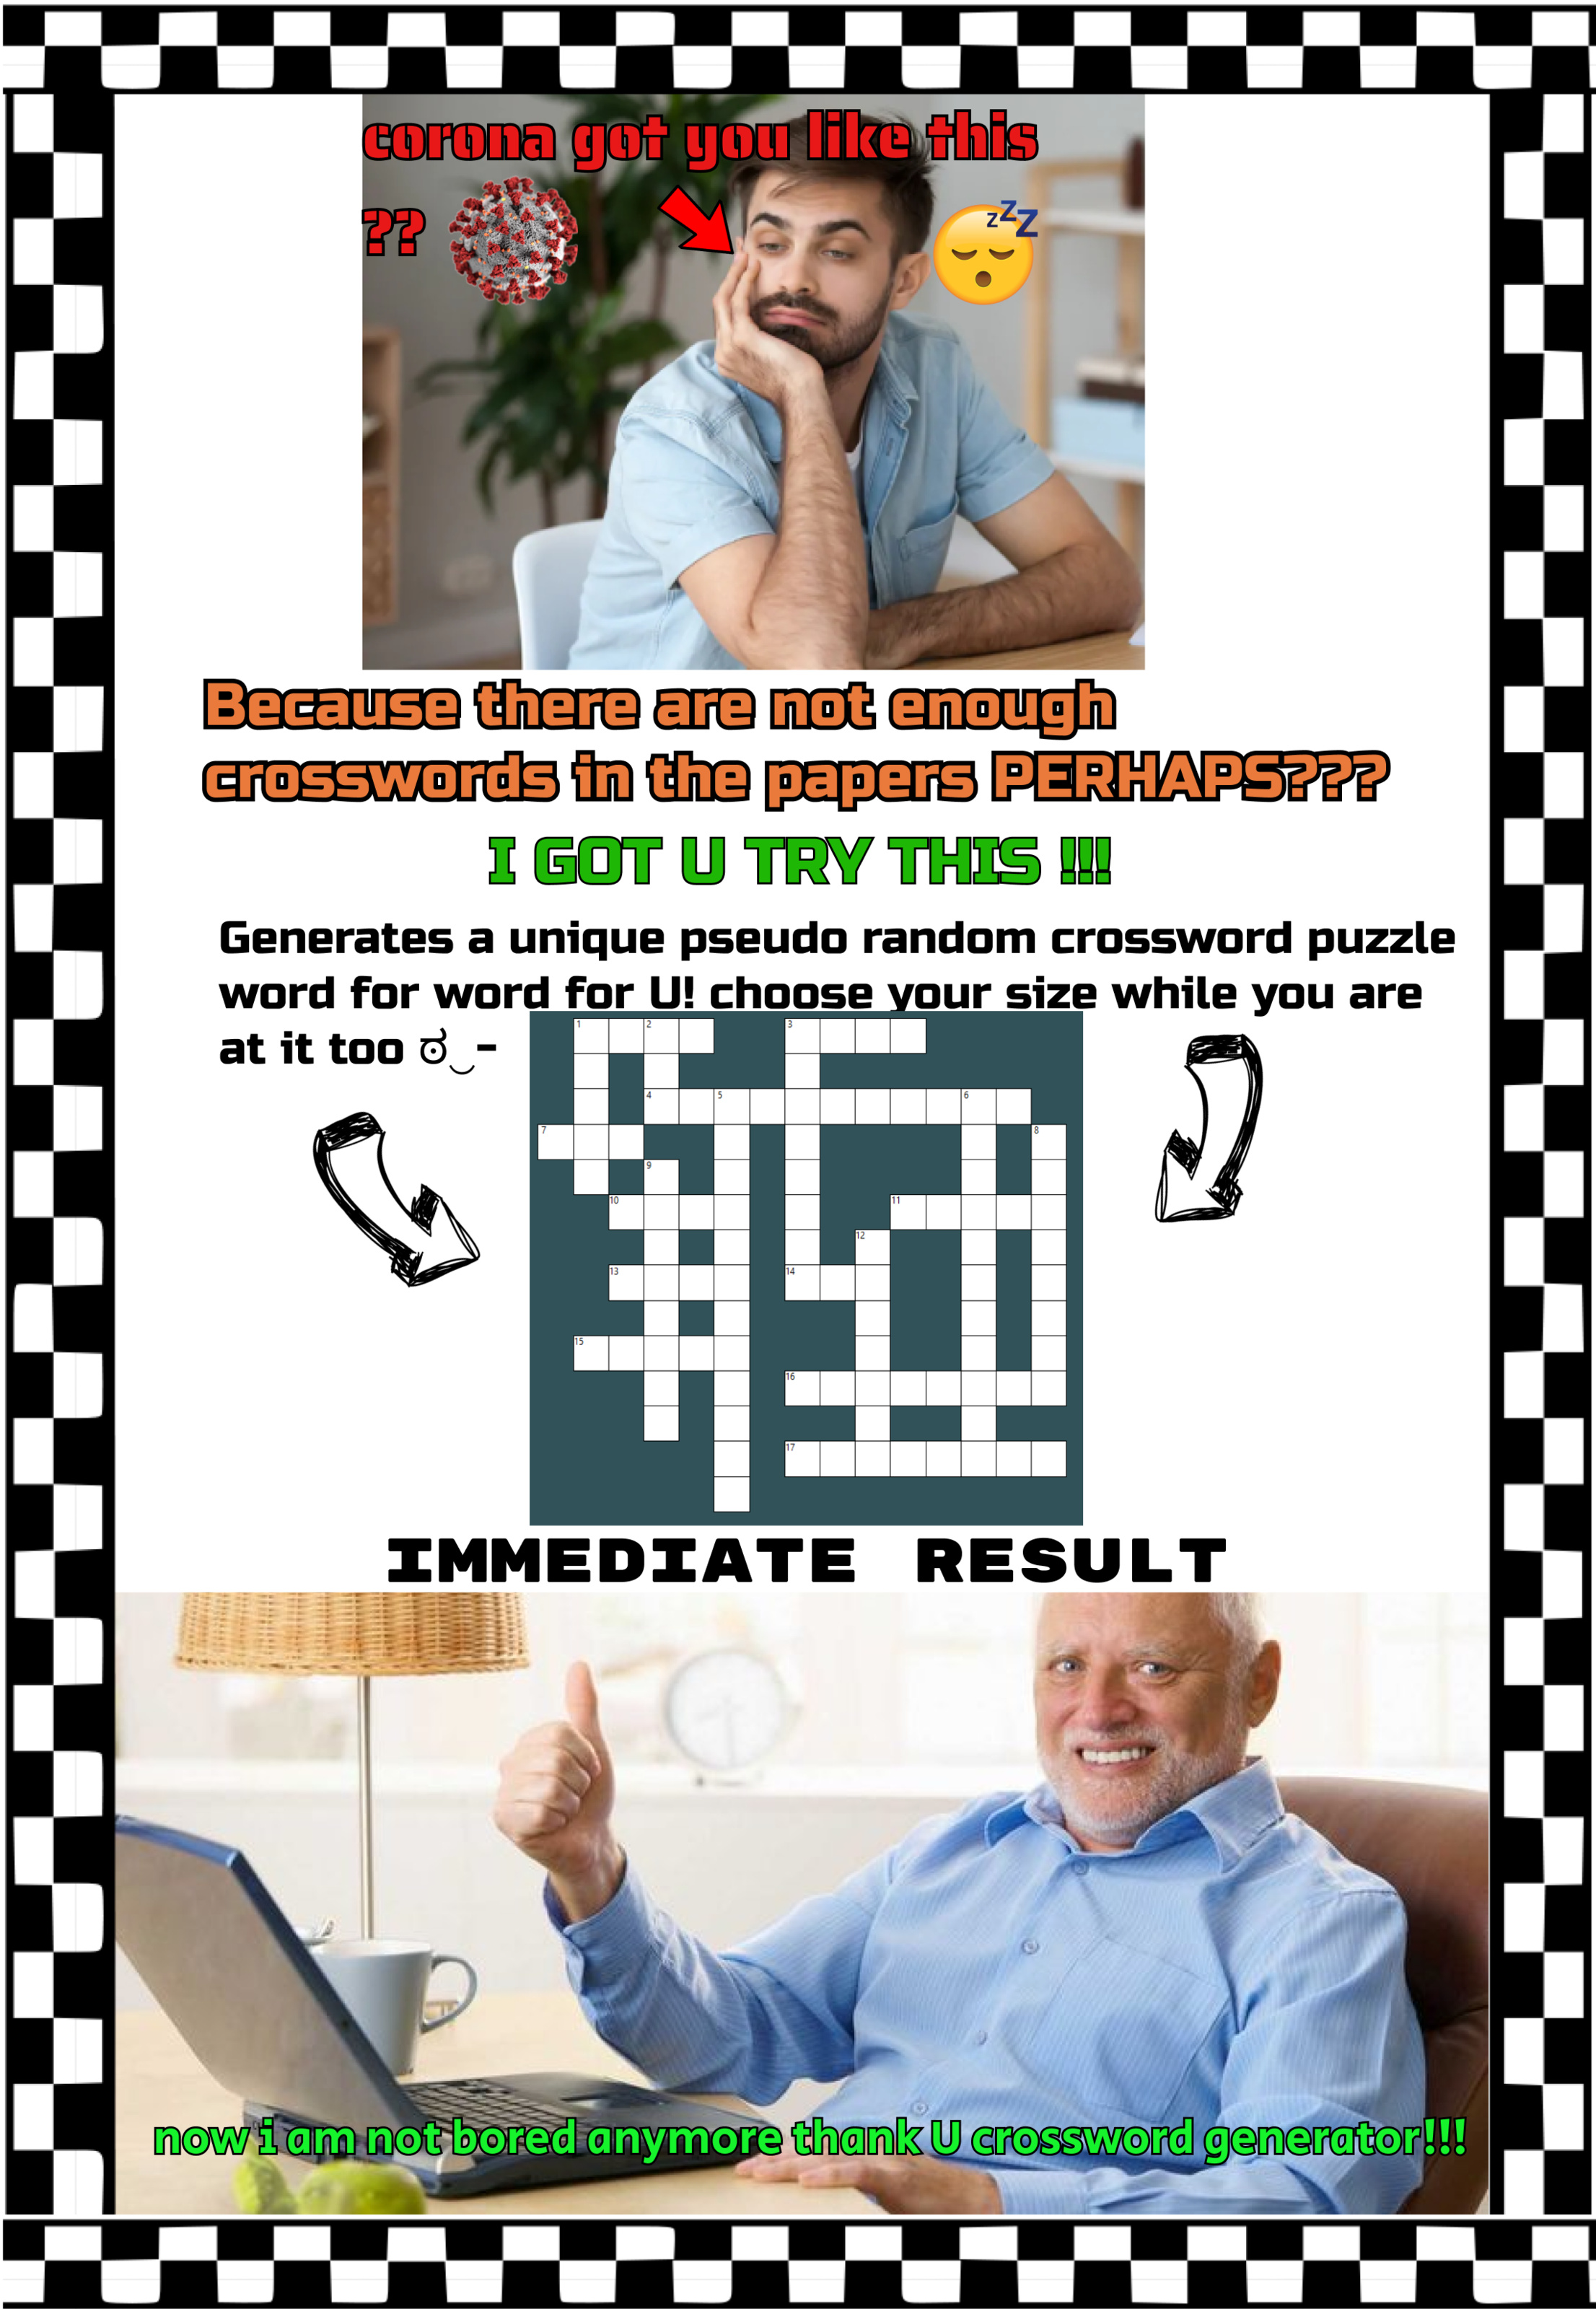 corona got you like this
??
zzZ
Because there are not enough
crosswords in the papers PERHAPS???
I GOT U TRY THIS !!!
Generates a unique pseudo random crossword puzzle
word for word for U! choose your size while you are
at it too ಠ‿-
1 2 3
4 5 6
7 8
9
10 11
12
13 14
15
16
17
IMMEDIATE RESULT
now i am not bored anymore thank U crossword generator!!!